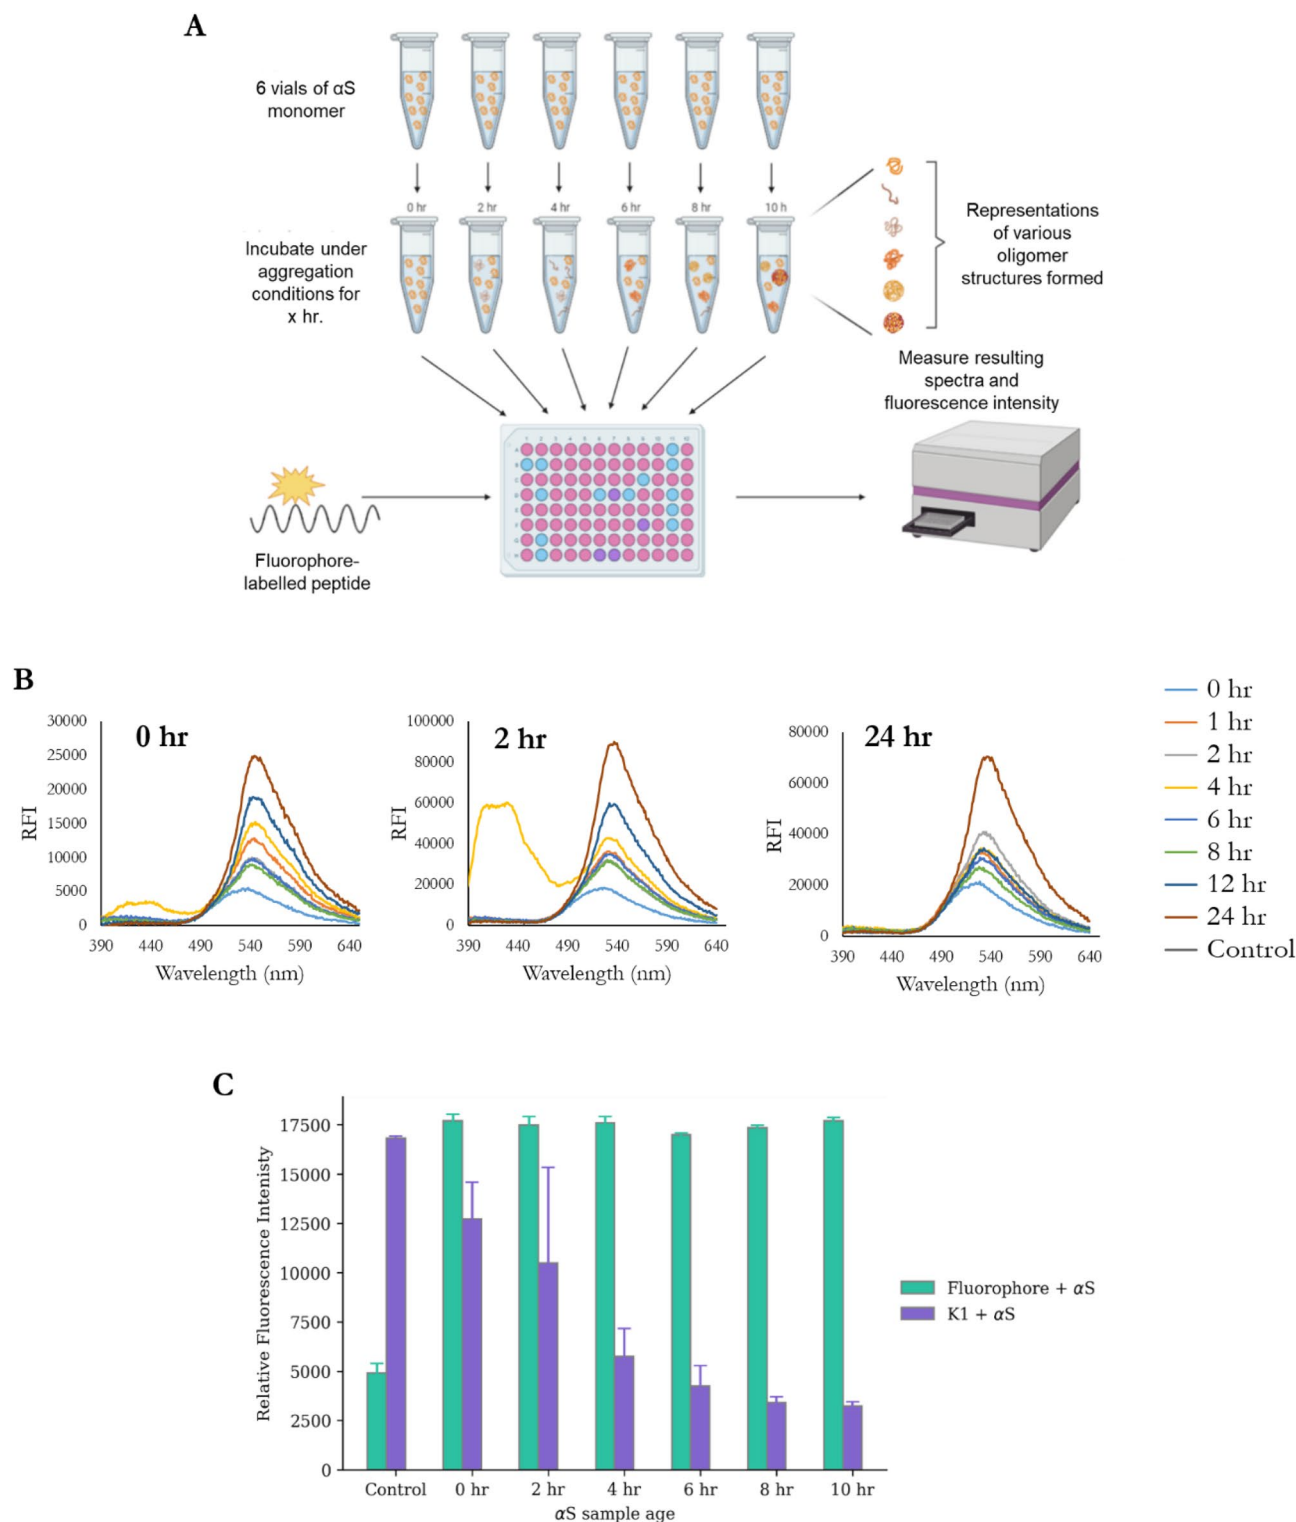 A
6 vials of αS
monomer
0 hr
2 hr
4 hr
6 hr
8 hr
10 h
Incubate under
aggregation
conditions for
x hr.
Representations
of various
oligomer
structures formed
Measure resulting
spectra and
fluorescence intensity
Fluorophore-
labelled peptide
B
0 hr
30000
25000
20000
15000
10000
5000
0
RFI
390 440 490 540 590 640
Wavelength (nm)
2 hr
100000
80000
60000
40000
20000
0
RFI
390 440 490 540 590 640
Wavelength (nm)
24 hr
80000
60000
40000
20000
0
RFI
390 440 490 540 590 640
Wavelength (nm)
0 hr
1 hr
2 hr
4 hr
6 hr
8 hr
12 hr
24 hr
Control
C
Relative Fluorescence Intenisty
17500
15000
12500
10000
7500
5000
2500
0
Control 0 hr 2 hr 4 hr 6 hr 8 hr 10 hr
αS sample age
Fluorophore + αS
K1 + αS